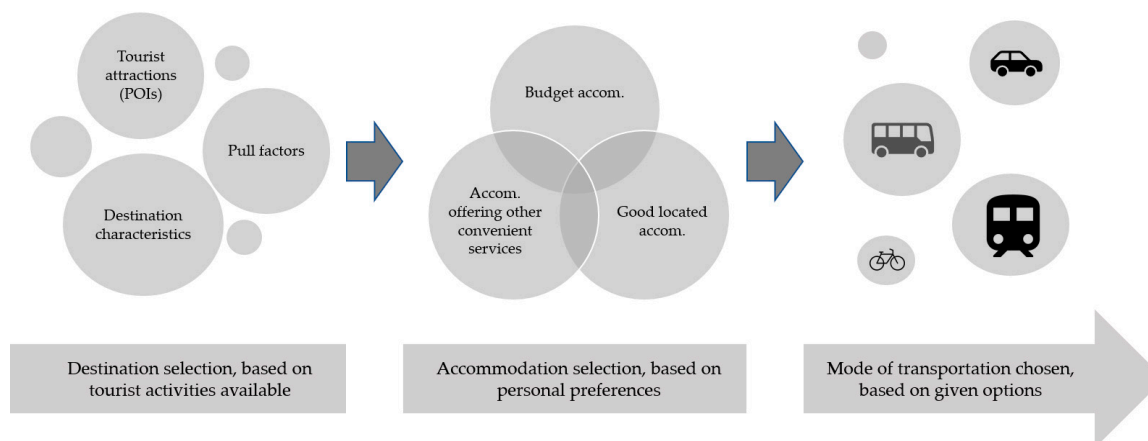 Tourist
attractions
(POIs)
Pull factors
Destination
characteristics
Budget accom.
Accom.
offering other
convenient
services
Good located
accom.
Destination selection, based on
tourist activities available
Accommodation selection, based on
personal preferences
Mode of transportation chosen,
based on given options